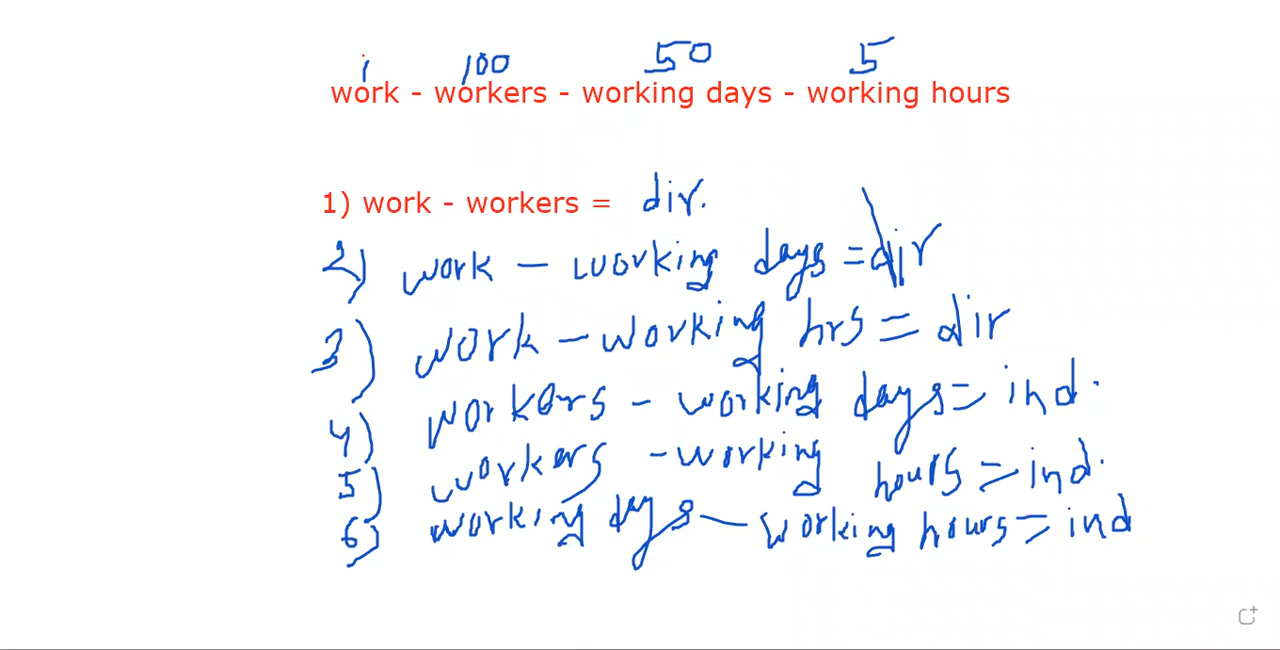 1 100 50 5
work - workers - working days - working hours
1) work - workers = dir.
2) work - working days = dir
3) work - working hrs = dir
4) workers - working days = ind.
5) workers - working hours = ind.
6) working days - working hours = ind